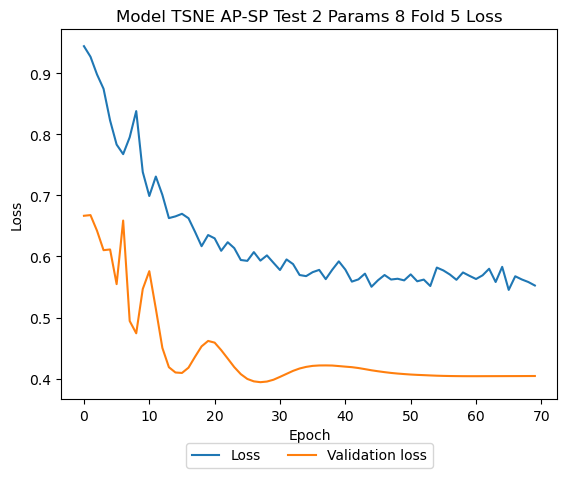 Model TSNE AP-SP Test 2 Params 8 Fold 5 Loss
0.9
0.8
0.7
0.6
0.5
0.4
Loss
0 10 20 30 40 50 60 70
Epoch
Loss Validation loss